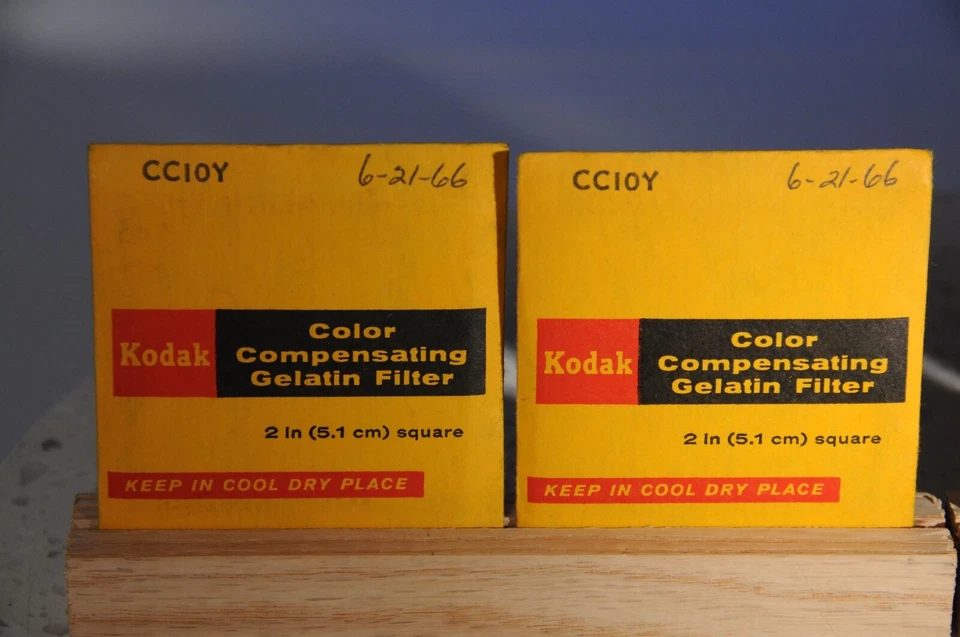 CC10Y 6-21-66
Kodak
Color
Compensating
Gelatin Filter
2 in (5.1 cm) square
KEEP IN COOL DRY PLACE
CC10Y 6-21-66
Kodak
Color
Compensating
Gelatin Filter
2 in (5.1 cm) square
KEEP IN COOL DRY PLACE